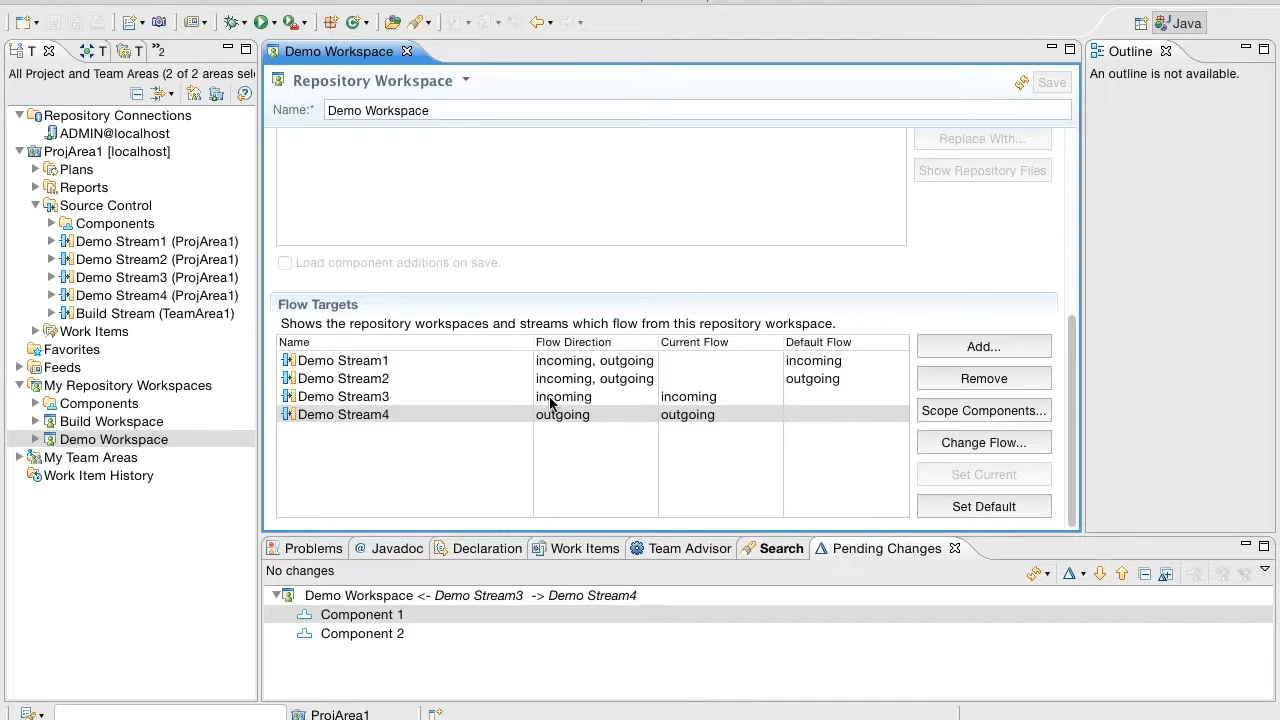 Java
T
T
T
»2
All Project and Team Areas (2 of 2 areas sele
Repository Connections
ADMIN@localhost
ProjArea1 [localhost]
Plans
Reports
Source Control
Components
Demo Stream1 (ProjArea1)
Demo Stream2 (ProjArea1)
Demo Stream3 (ProjArea1)
Demo Stream4 (ProjArea1)
Build Stream (TeamArea1)
Work Items
Favorites
Feeds
My Repository Workspaces
Components
Build Workspace
Demo Workspace
My Team Areas
Work Item History
Demo Workspace
Repository Workspace
Save
Name:* Demo Workspace
Replace With...
Show Repository Files
Load component additions on save.
Flow Targets
Shows the repository workspaces and streams which flow from this repository workspace.
Name Flow Direction Current Flow Default Flow
Demo Stream1 incoming, outgoing incoming
Demo Stream2 incoming, outgoing outgoing
Demo Stream3 incoming incoming
Demo Stream4 outgoing outgoing
Add...
Remove
Scope Components...
Change Flow...
Set Current
Set Default
Outline
An outline is not available.
Problems @ Javadoc Declaration Work Items Team Advisor Search Pending Changes
No changes
Demo Workspace <- Demo Stream3 -> Demo Stream4
Component 1
Component 2
ProjArea1